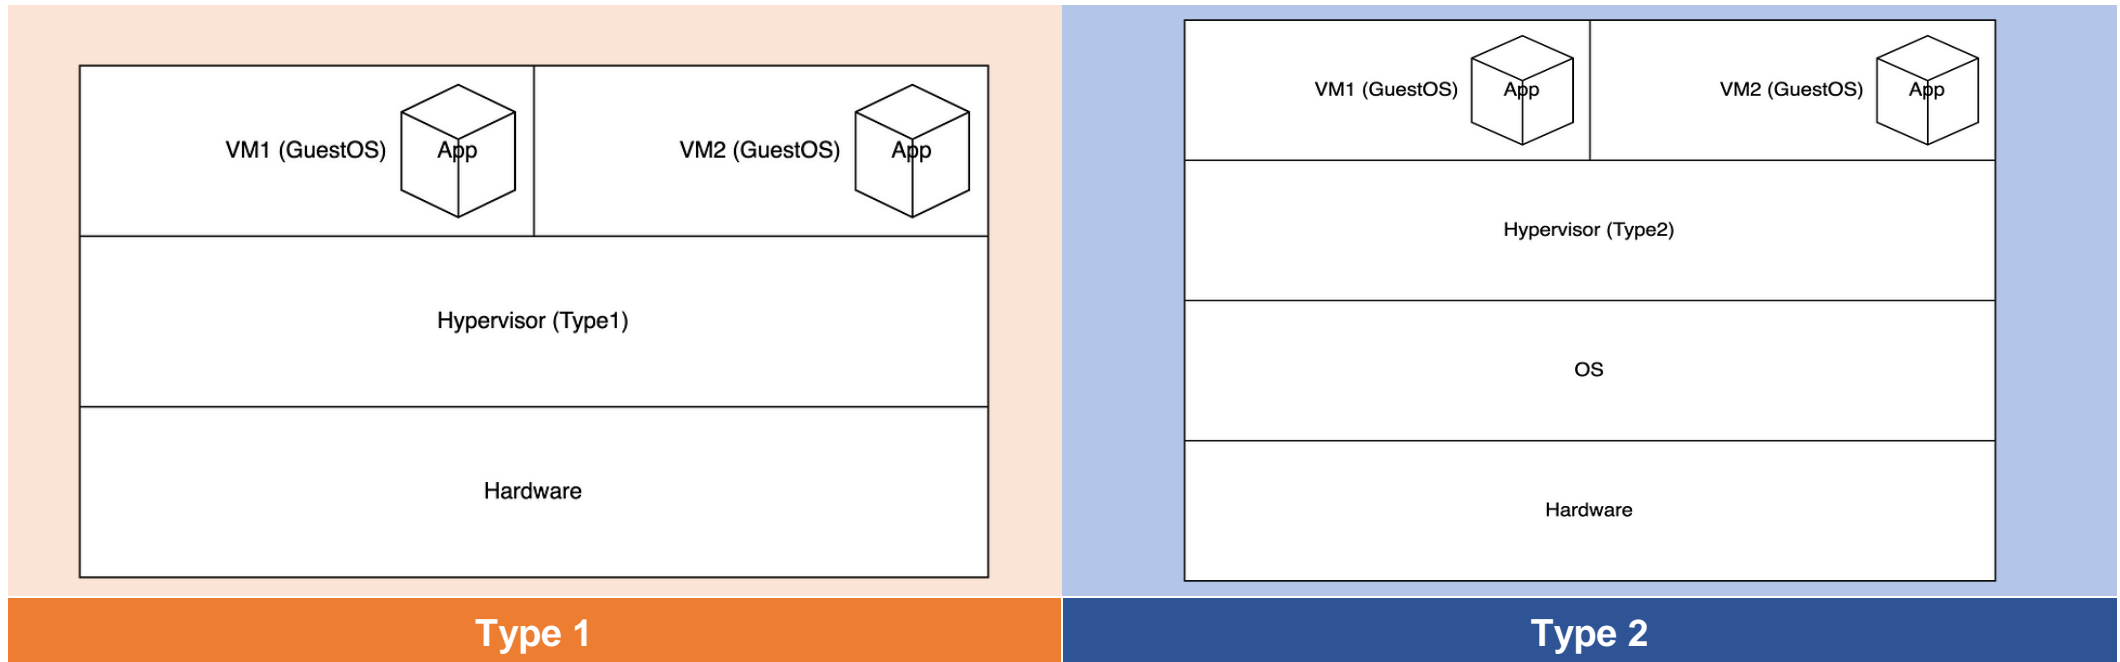 VM1 (GuestOS)
App
VM2 (GuestOS)
App
Hypervisor (Type1)
Hardware
Type 1
VM1 (GuestOS)
App
VM2 (GuestOS)
App
Hypervisor (Type2)
OS
Hardware
Type 2